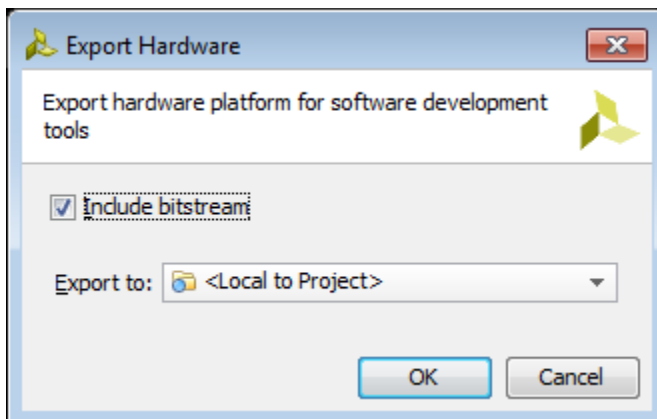 Export Hardware
Export hardware platform for software development
tools
Include bitstream
Export to: <Local to Project>
OK Cancel